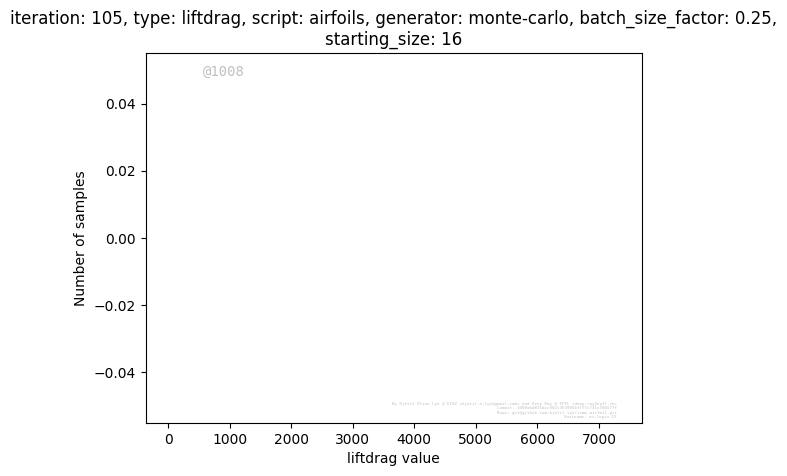 iteration: 105, type: liftdrag, script: airfoils, generator: monte-carlo, batch_size_factor: 0.25,
starting_size: 16
@1008
0.04
0.02
0.00
−0.02
−0.04
Number of samples
0 1000 2000 3000 4000 5000 6000 7000
liftdrag value